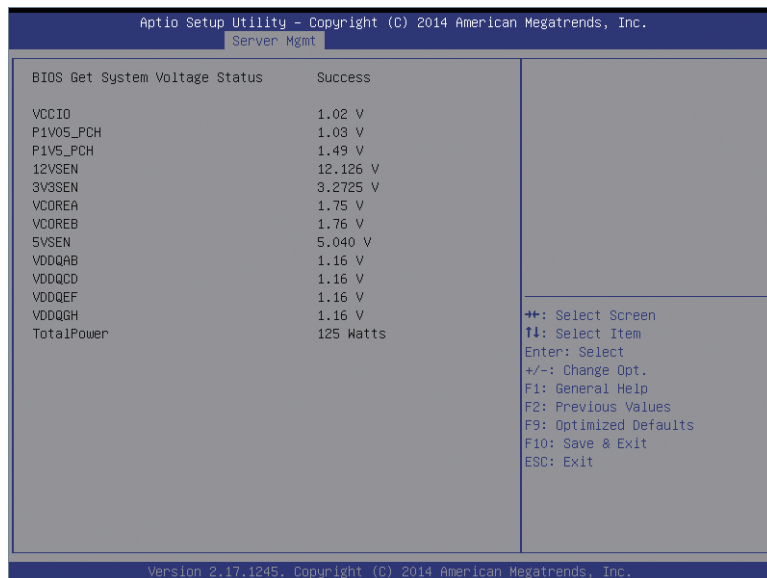 Aptio Setup Utility – Copyright (C) 2014 American Megatrends, Inc.
Server Mgmt
BIOS Get System Voltage Status Success
VCCIO 1.02 V
P1V05_PCH 1.03 V
P1V5_PCH 1.49 V
12VSEN 12.126 V
3V3SEN 3.2725 V
VCOREA 1.75 V
VCOREB 1.76 V
5VSEN 5.040 V
VDDQAB 1.16 V
VDDQCD 1.16 V
VDDQEF 1.16 V
VDDQGH 1.16 V
TotalPower 125 Watts
→←: Select Screen
↑↓: Select Item
Enter: Select
+/-: Change Opt.
F1: General Help
F2: Previous Values
F9: Optimized Defaults
F10: Save & Exit
ESC: Exit
Version 2.17.1245. Copyright (C) 2014 American Megatrends, Inc.